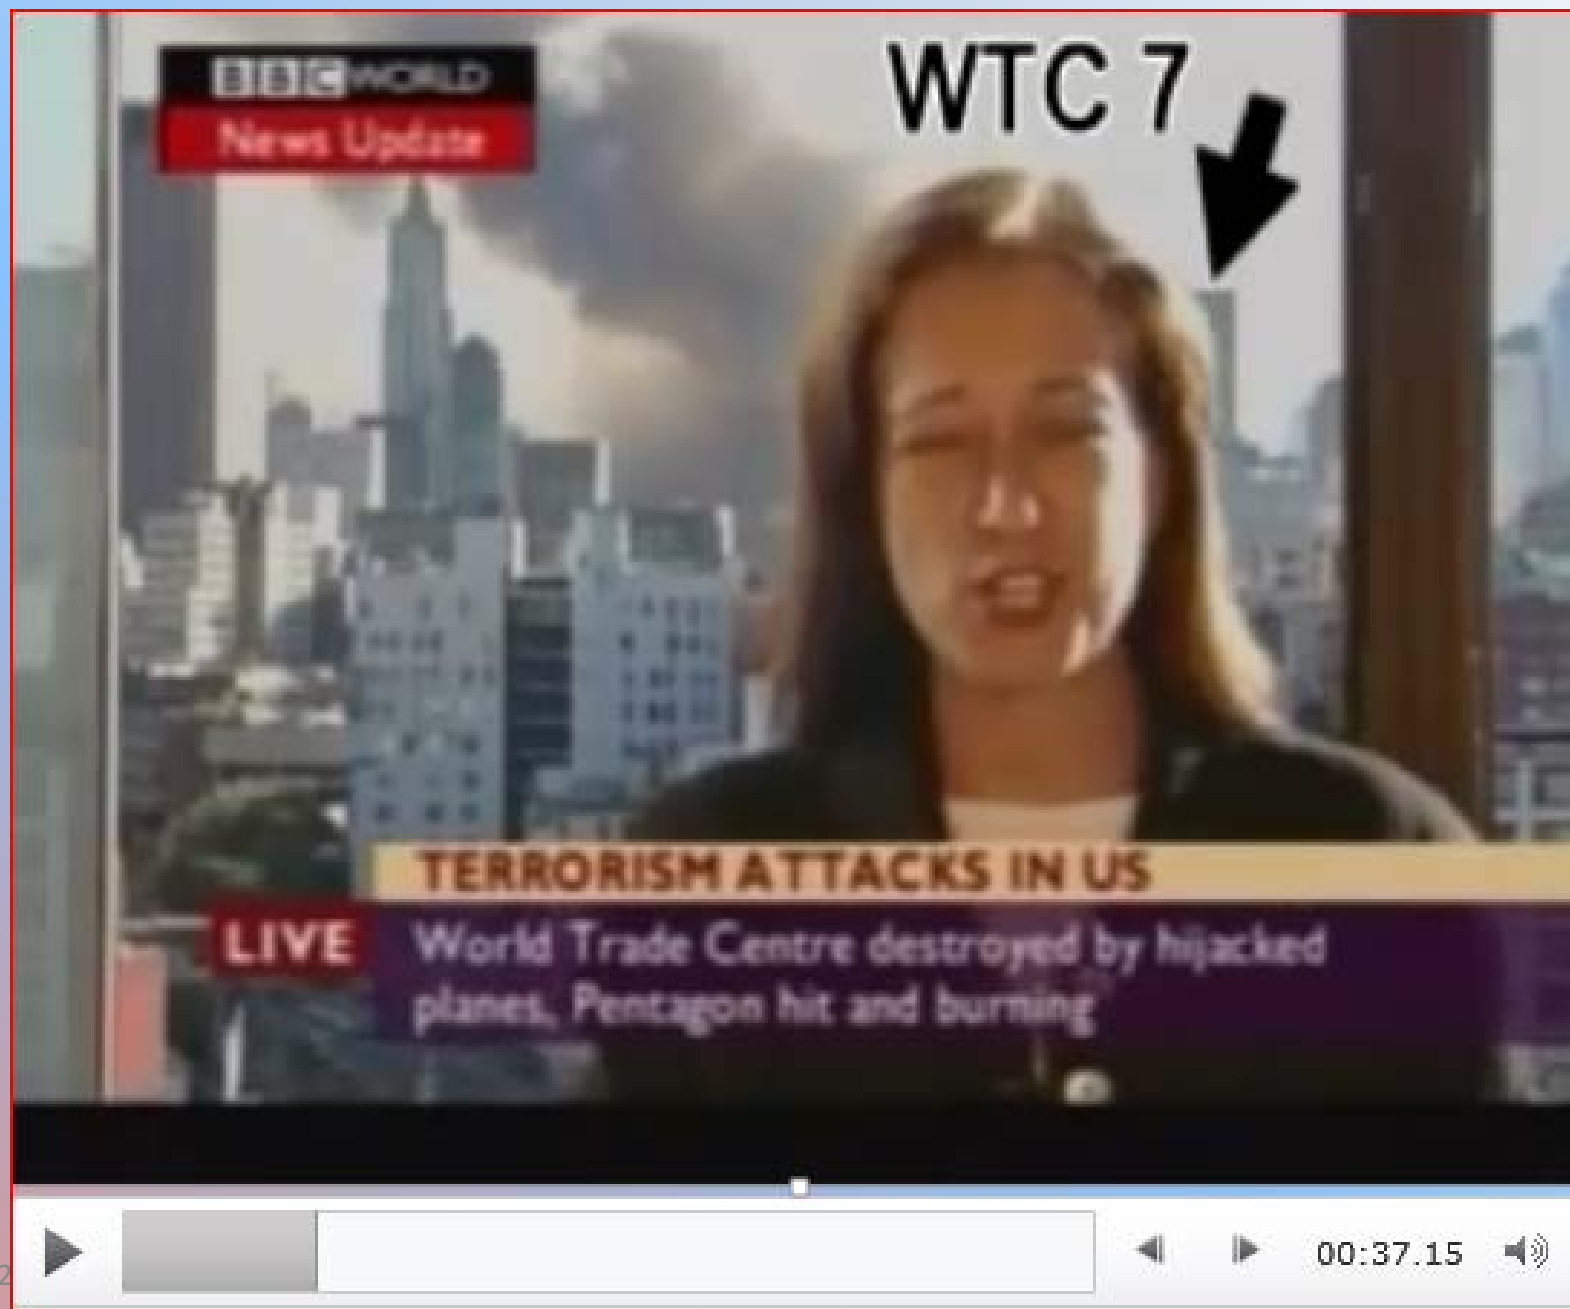 BBC WORLD
News Update
WTC 7
TERRORISM ATTACKS IN US
LIVE
World Trade Centre destroyed by hijacked
planes, Pentagon hit and burning
00:37.15
2